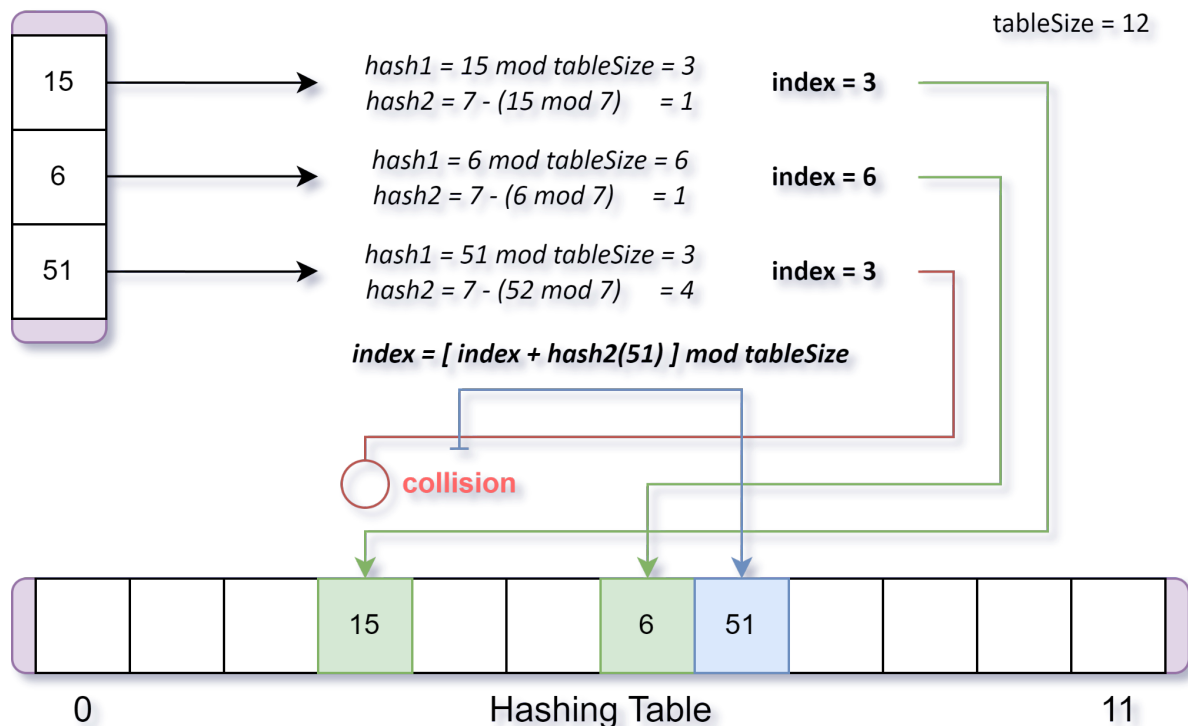 tableSize = 12
15
hash1 = 15 mod tableSize = 3
hash2 = 7 - (15 mod 7) = 1
index = 3
6
hash1 = 6 mod tableSize = 6
hash2 = 7 - (6 mod 7) = 1
index = 6
51
hash1 = 51 mod tableSize = 3
hash2 = 7 - (52 mod 7) = 4
index = 3
index = [ index + hash2(51) ] mod tableSize
collision
15 6 51
0 Hashing Table 11